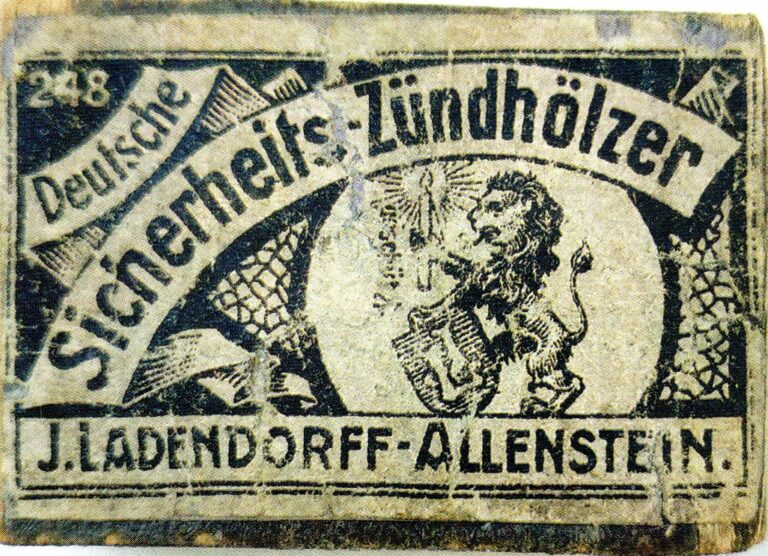 248
Deutsche
Sicherheits-Zündhölzer
J. LADENDORFF-ALLENSTEIN.